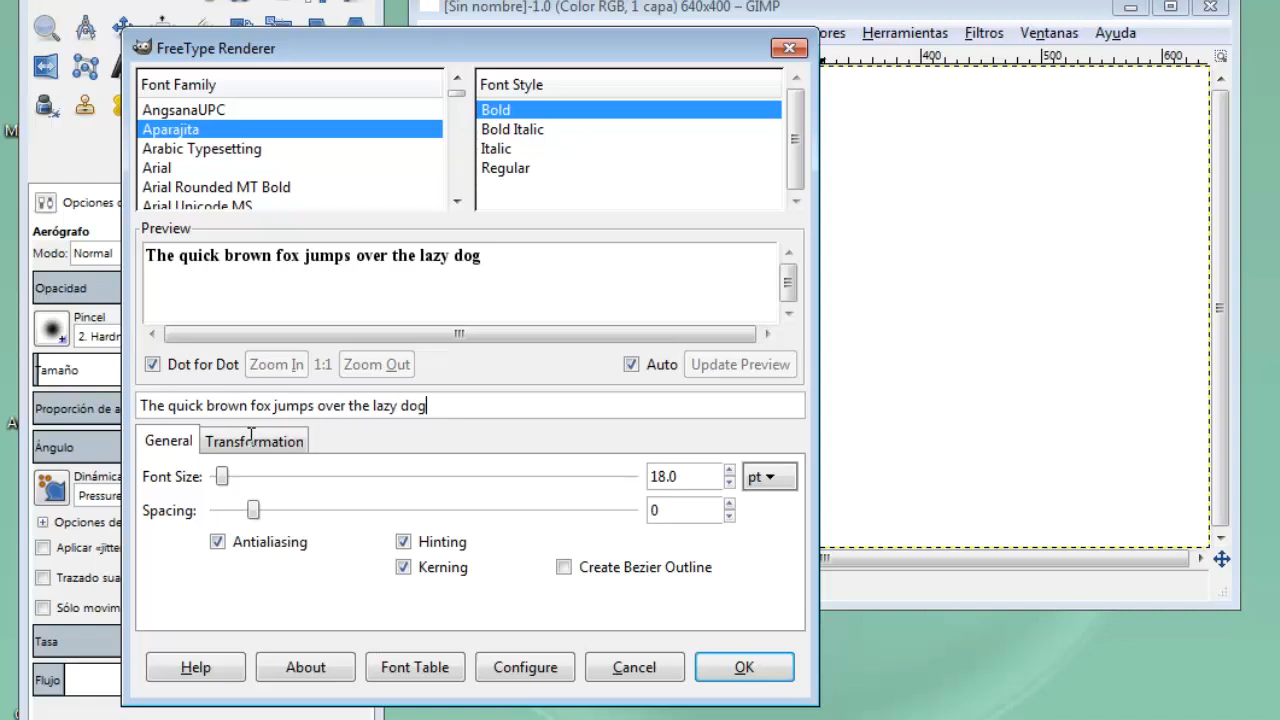 [Sin nombre]-1.0 (Color RGB, 1 capa) 640x400 – GIMP
ores Herramientas Filtros Ventanas Ayuda
400 500 600
FreeType Renderer
Font Family
AngsanaUPC
Aparajita
Arabic Typesetting
Arial
Arial Rounded MT Bold
Arial Unicode MS
Font Style
Bold
Bold Italic
Italic
Regular
Preview
The quick brown fox jumps over the lazy dog
Dot for Dot Zoom In 1:1 Zoom Out Auto Update Preview
The quick brown fox jumps over the lazy dog
General Transformation
Font Size: 18.0 pt
Spacing: 0
Antialiasing Hinting
Kerning Create Bezier Outline
Help About Font Table Configure Cancel OK
Opciones d
Aerógrafo
Modo: Normal
Opacidad
Pincel
2. Hardn
Tamaño
Proporción de a
Ángulo
Dinámica
Pressure
Opciones de
Aplicar «jitte
Trazado sua
Sólo movim
Tasa
Flujo